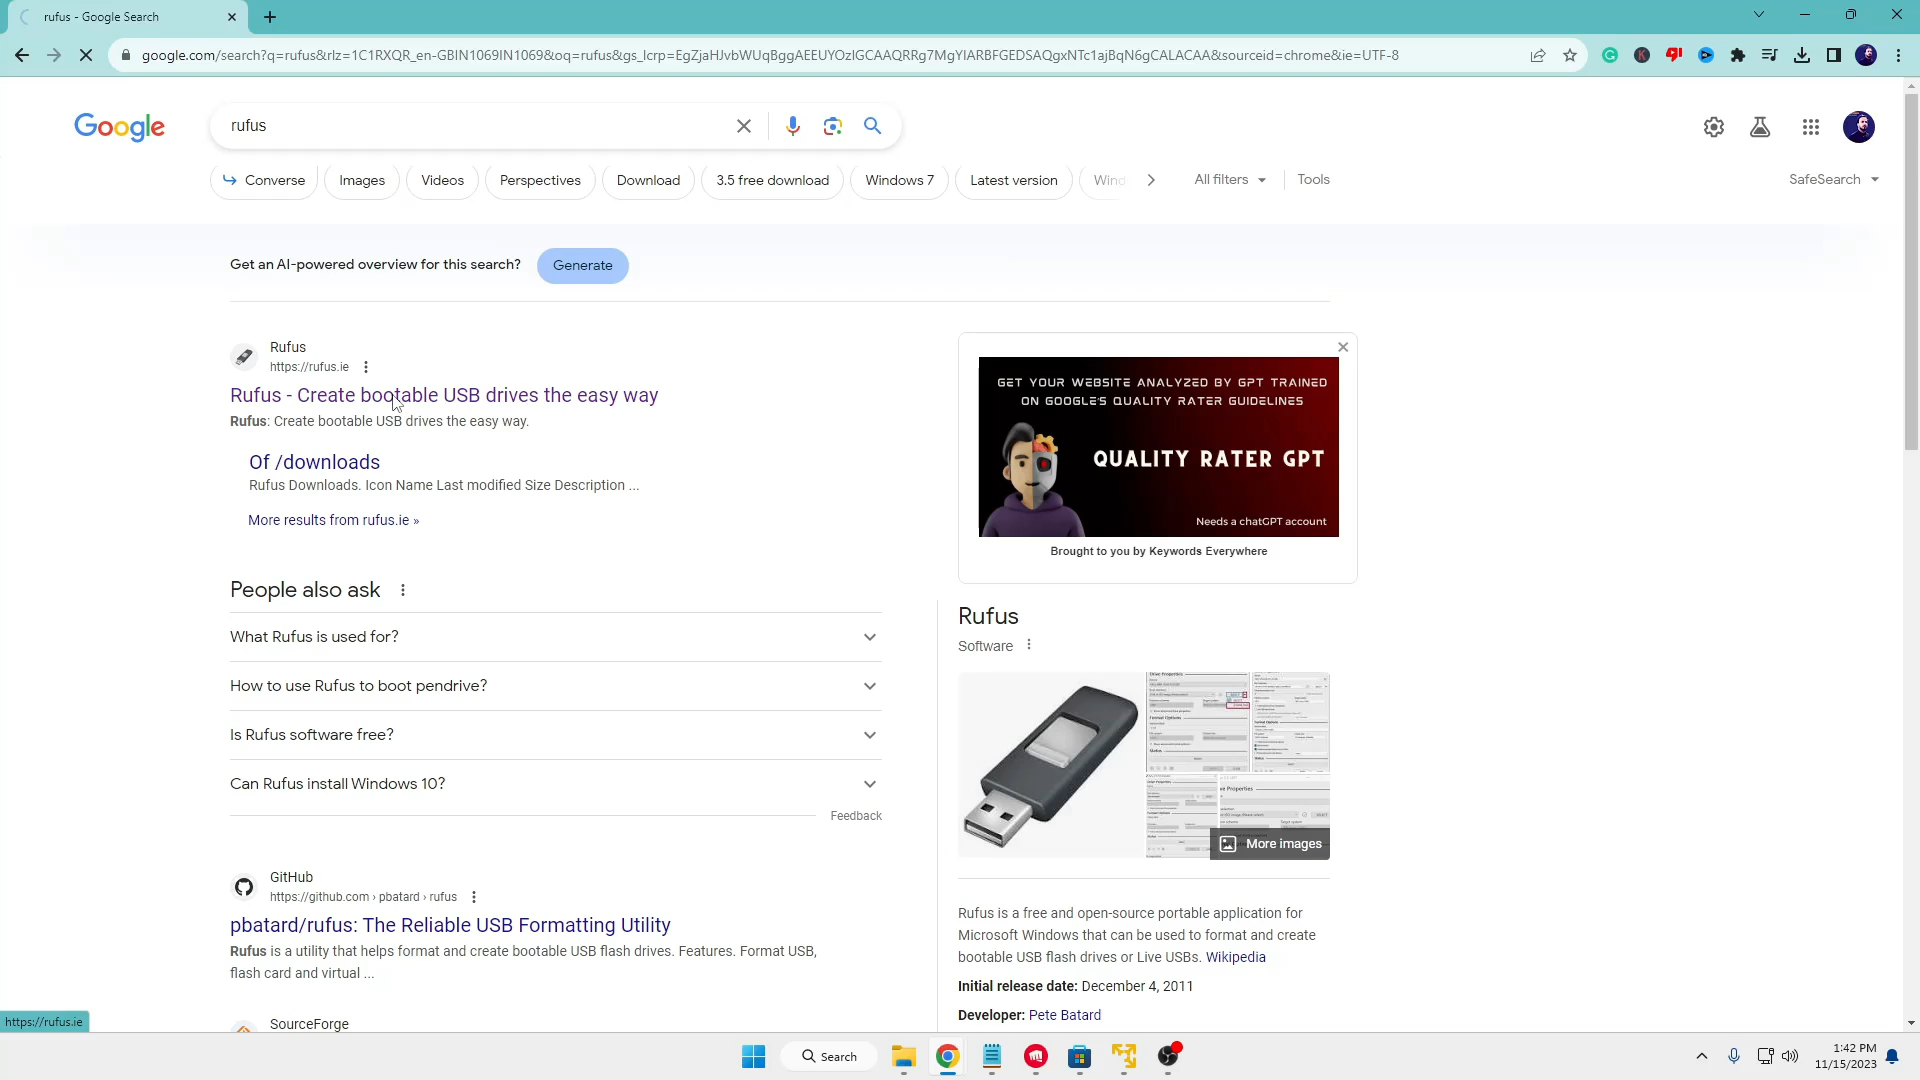 rufus - Google Search
google.com/search?q=rufus&rlz=1C1RXQR_en-GBIN1069IN1069&oq=rufus&gs_lcrp=EgZjaHJvbWUqBggAEEUYOzIGCAAQRRg7MgYIARBFGEDSAQgxNTc1ajBqN6gCALACAA&sourceid=chrome&ie=UTF-8
Google
rufus
Converse
Images
Videos
Perspectives
Download
3.5 free download
Windows 7
Latest version
All filters
Tools
SafeSearch
Get an AI-powered overview for this search?
Generate
Rufus
https://rufus.ie
Rufus - Create bootable USB drives the easy way
Rufus: Create bootable USB drives the easy way.
Of /downloads
Rufus Downloads. Icon Name Last modified Size Description ...
More results from rufus.ie »
People also ask
What Rufus is used for?
How to use Rufus to boot pendrive?
Is Rufus software free?
Can Rufus install Windows 10?
Feedback
GitHub
https://github.com › pbatard › rufus
pbatard/rufus: The Reliable USB Formatting Utility
Rufus is a utility that helps format and create bootable USB flash drives. Features. Format USB,
flash card and virtual ...
SourceForge
GET YOUR WEBSITE ANALYZED BY GPT TRAINED
ON GOOGLE'S QUALITY RATER GUIDELINES
QUALITY RATER GPT
Needs a chatGPT account
Brought to you by Keywords Everywhere
Rufus
Software
More images
Rufus is a free and open-source portable application for
Microsoft Windows that can be used to format and create
bootable USB flash drives or Live USBs. Wikipedia
Initial release date: December 4, 2011
Developer: Pete Batard
https://rufus.ie
Search
1:42 PM
11/15/2023